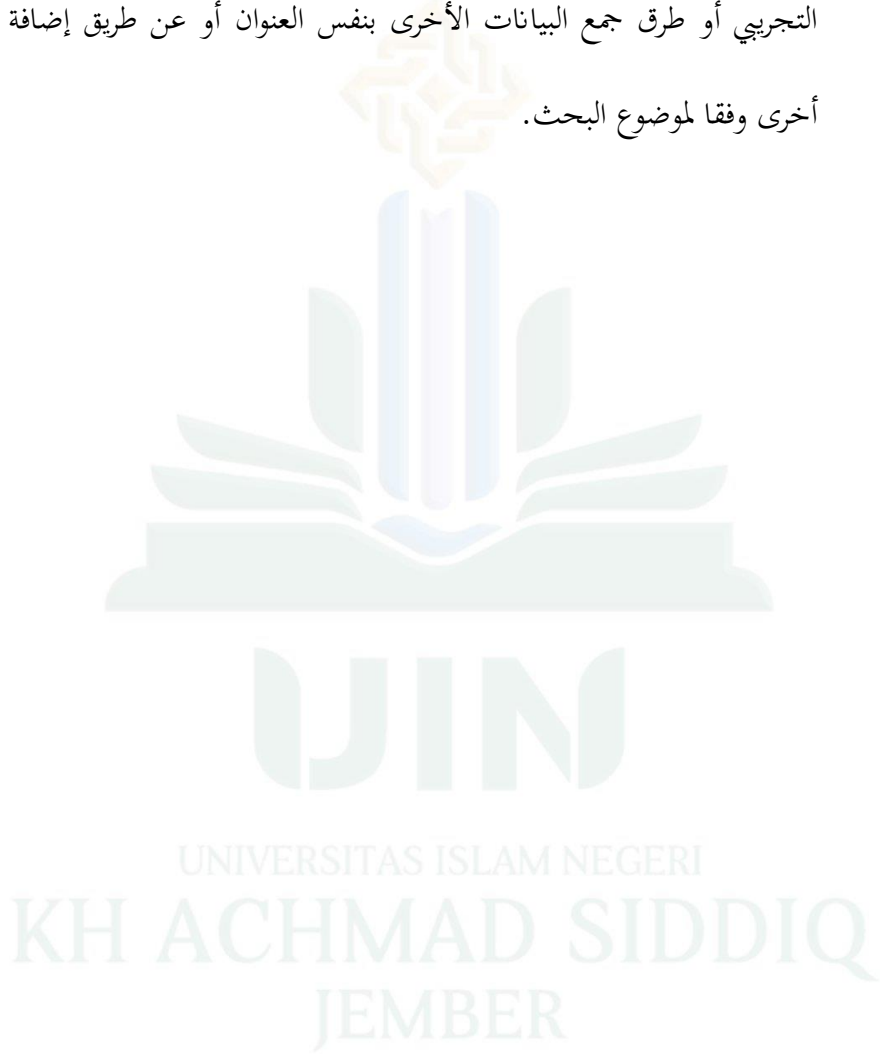 التجريبي أو طرق جمع البيانات الأخرى بنفس العنوان أو عن طريق إضافة
أخرى وفقا لموضوع البحث.
UIN
UNIVERSITAS ISLAM NEGERI
KH ACHMAD SIDDIQ
JEMBER